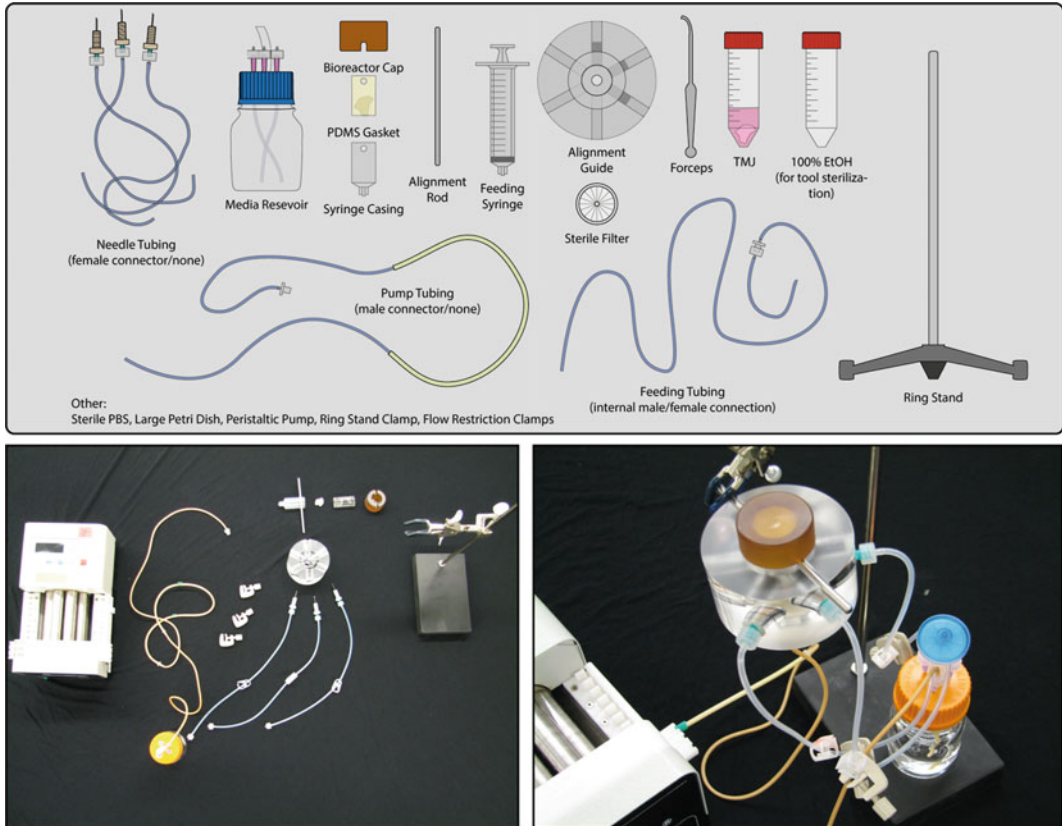 Bioreactor Cap
PDMS Gasket
Syringe Casing
Media Resevoir
Alignment
Rod
Feeding
Syringe
Alignment
Guide
Sterile Filter
Forceps
TMJ
100% EtOH
(for tool steriliza-
tion)
Needle Tubing
(female connector/none)
Pump Tubing
(male connector/none)
Feeding Tubing
(internal male/female connection)
Ring Stand
Other:
Sterile PBS, Large Petri Dish, Peristaltic Pump, Ring Stand Clamp, Flow Restriction Clamps